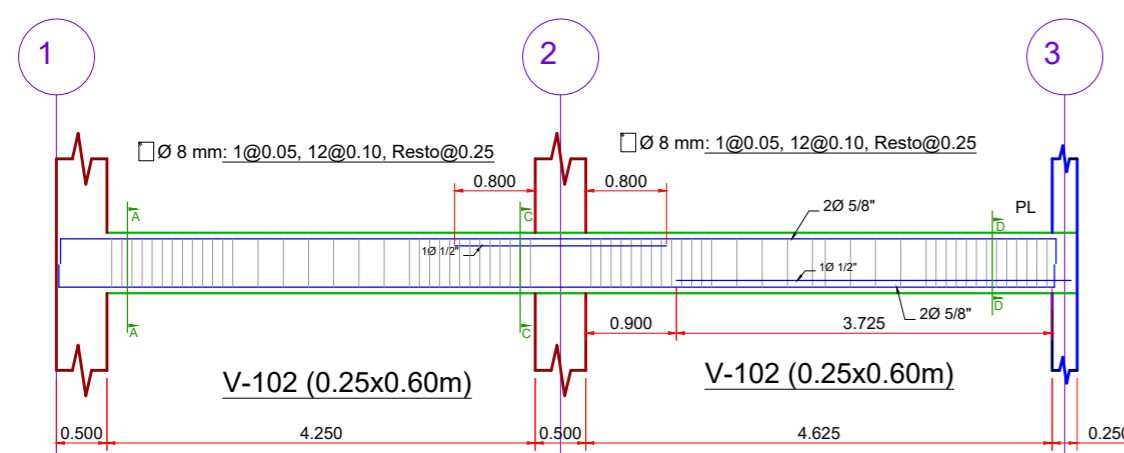 1
2
3
Ø 8 mm: 1@0.05, 12@0.10, Resto@0.25
Ø 8 mm: 1@0.05, 12@0.10, Resto@0.25
0.800
0.800
A
C
2Ø 5/8"
D
PL
1Ø 1/2"
1Ø 1/2"
2Ø 5/8"
A
C
D
0.900
3.725
V-102 (0.25x0.60m)
V-102 (0.25x0.60m)
0.500
4.250
0.500
4.625
0.250